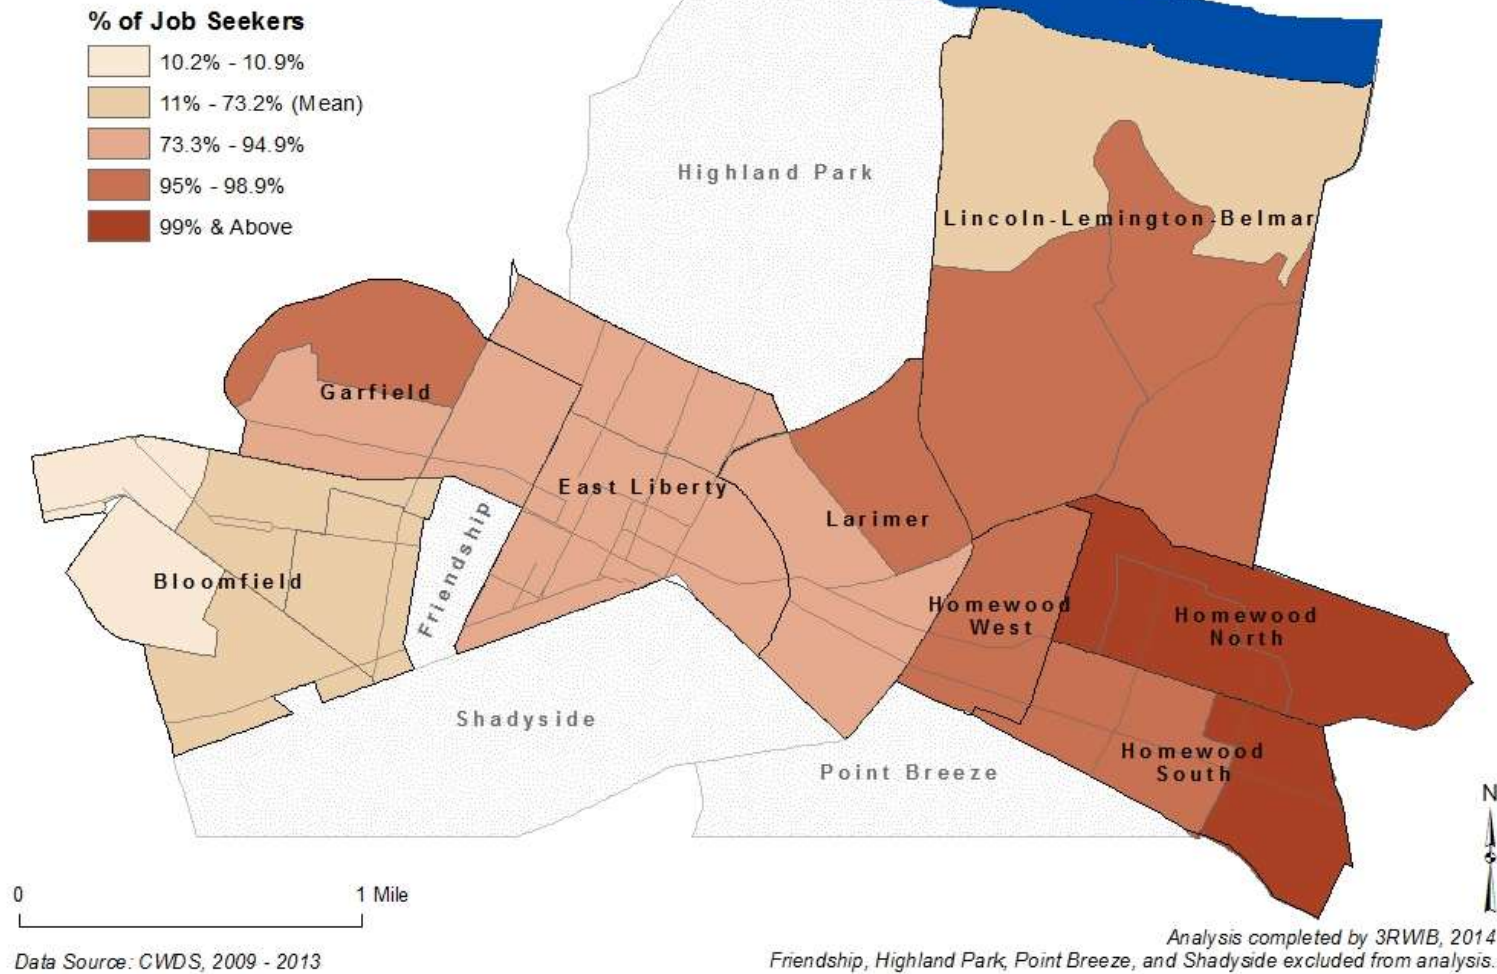 % of Job Seekers
10.2% - 10.9%
11% - 73.2% (Mean)
73.3% - 94.9%
95% - 98.9%
99% & Above
Highland Park
Lincoln-Lemington-Belmar
Garfield
East Liberty
Larimer
Friendship
Bloomfield
Homewood
West
Homewood
North
Shadyside
Point Breeze
Homewood
South
N
0 1 Mile
Analysis completed by 3RWIB, 2014
Data Source: CWDS, 2009 - 2013
Friendship, Highland Park, Point Breeze, and Shadyside excluded from analysis.